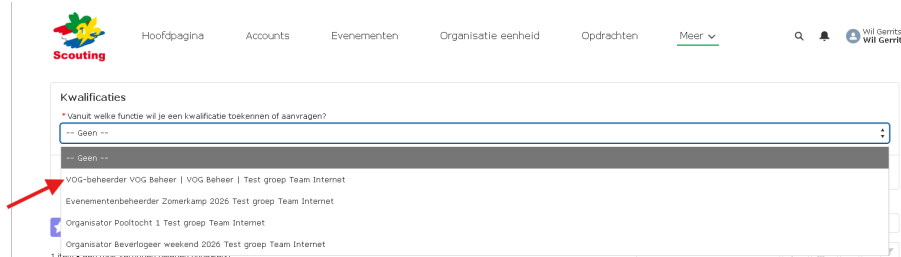 Hoofdpagina Accounts Evenementen Organisatie eenheid Opdrachten Meer
Wil Gerrits
Wil Gerrit
Scouting
Kwalificaties
* Vanuit welke functie wil je een kwalificatie toekennen of aanvragen?
-- Geen --
-- Geen --
VOG-beheerder VOG Beheer | VOG Beheer | Test groep Team Internet
Evenementenbeheerder Zomerkamp 2026 Test groep Team Internet
Organisator Pooltocht 1 Test groep Team Internet
Organisator Beverlogeer weekend 2026 Test groep Team Internet